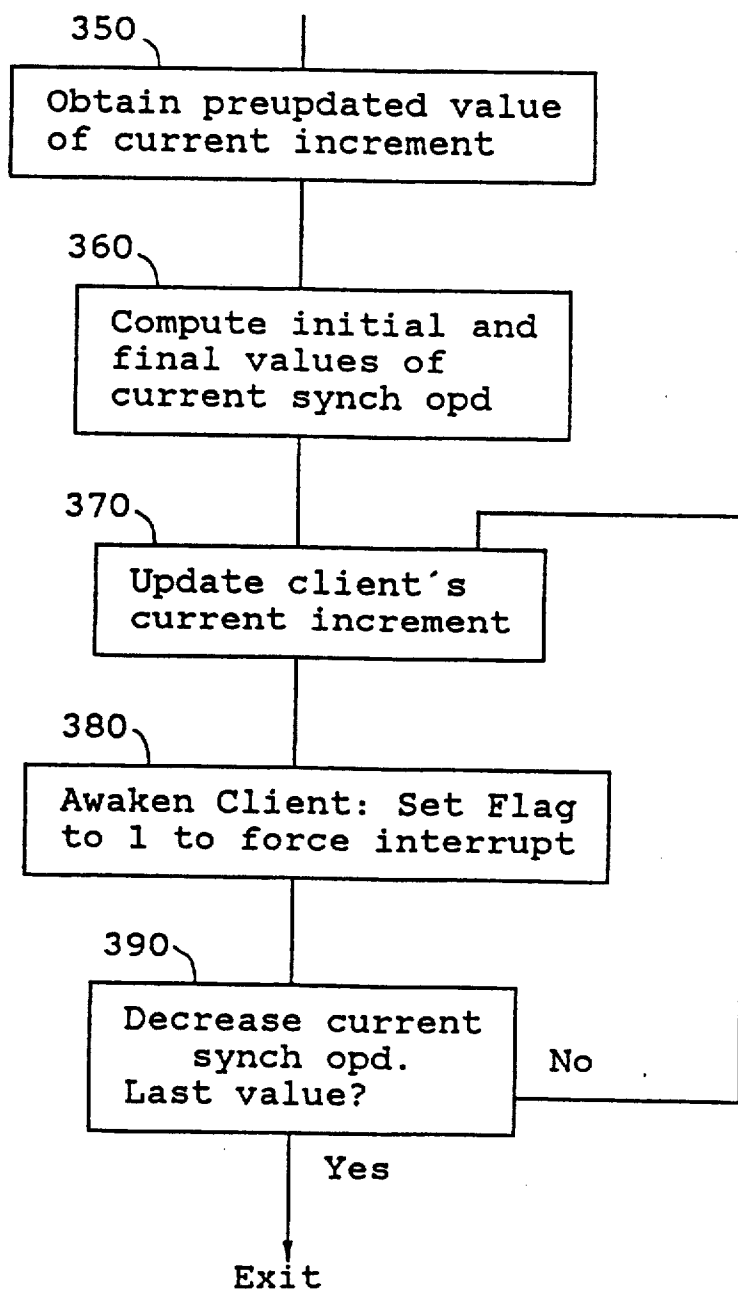 350
Obtain preupdated value
of current increment
360
Compute initial and
final values of
current synch opd
370
Update client´s
current increment
380
Awaken Client: Set Flag
to 1 to force interrupt
390
Decrease current
synch opd.
Last value?
No
Yes
Exit